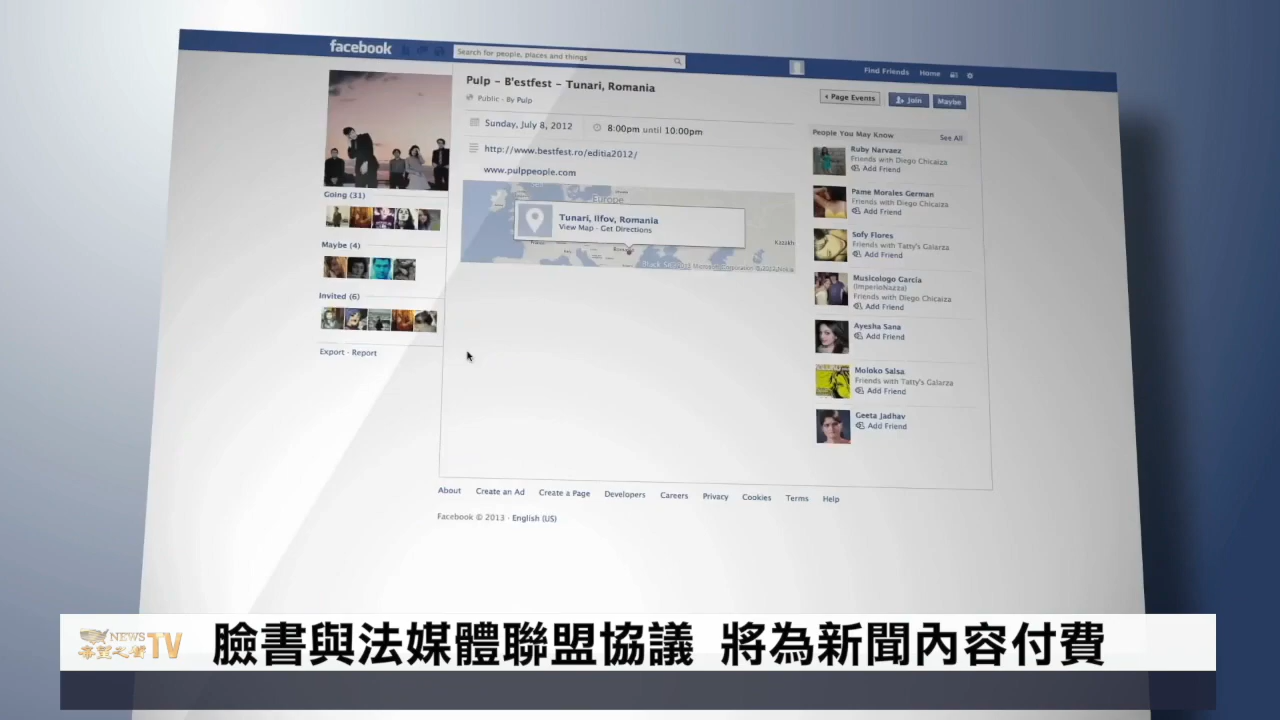 facebook
Search for people, places and things
Find Friends Home
Pulp - B'estfest - Tunari, Romania
Public · By Pulp
Page Events
Join
Maybe
Sunday, July 8, 2012
8:00pm until 10:00pm
http://www.bestfest.ro/editia2012/
www.pulppeople.com
Europe
Tunari, Ilfov, Romania
View Map · Get Directions
Kazakh
Going (31)
Maybe (4)
Invited (6)
Export · Report
People You May Know
See All
Ruby Narvaez
Friends with Diego Chicaiza
Add Friend
Pame Morales German
Friends with Diego Chicaiza
Add Friend
Sofy Flores
Friends with Tatty's Galarza
Add Friend
Musicologo Garcia
(ImperioNazza)
Friends with Diego Chicaiza
Add Friend
Ayesha Sana
Add Friend
Moloko Salsa
Friends with Tatty's Galarza
Add Friend
Geeta Jadhav
Add Friend
About Create an Ad Create a Page Developers Careers Privacy Cookies Terms Help
Facebook © 2013 · English (US)
NEWS
希望之聲 TV
臉書與法媒體聯盟協議 將為新聞內容付費